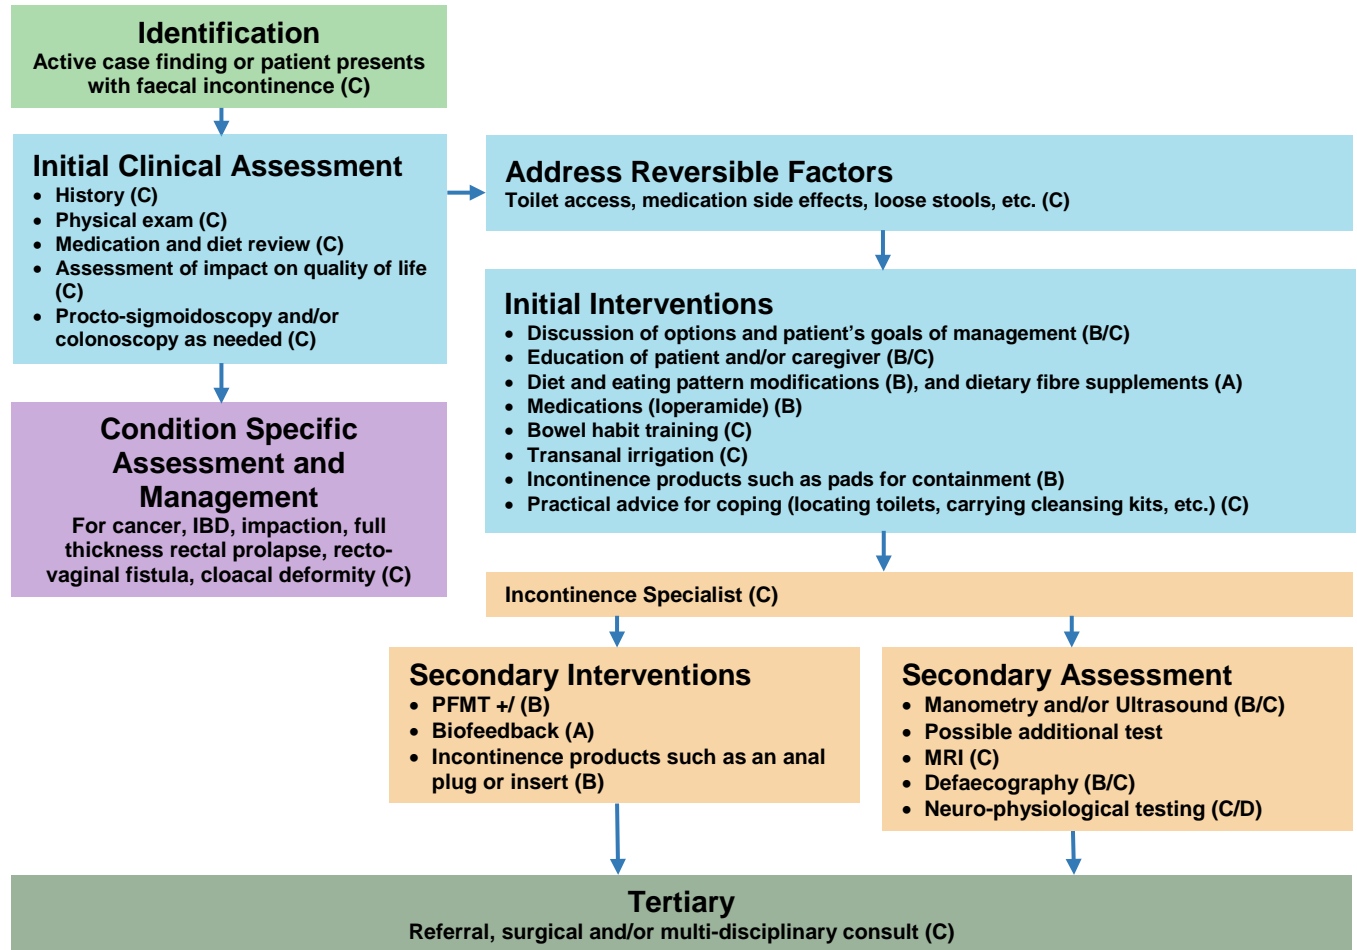 Identification
Active case finding or patient presents
with faecal incontinence (C)
Initial Clinical Assessment
• History (C)
• Physical exam (C)
• Medication and diet review (C)
• Assessment of impact on quality of life
(C)
• Procto-sigmoidoscopy and/or
colonoscopy as needed (C)
Address Reversible Factors
Toilet access, medication side effects, loose stools, etc. (C)
Initial Interventions
• Discussion of options and patient’s goals of management (B/C)
• Education of patient and/or caregiver (B/C)
• Diet and eating pattern modifications (B), and dietary fibre supplements (A)
• Medications (loperamide) (B)
• Bowel habit training (C)
• Transanal irrigation (C)
• Incontinence products such as pads for containment (B)
• Practical advice for coping (locating toilets, carrying cleansing kits, etc.) (C)
Condition Specific
Assessment and
Management
For cancer, IBD, impaction, full
thickness rectal prolapse, recto-
vaginal fistula, cloacal deformity (C)
Incontinence Specialist (C)
Secondary Interventions
• PFMT +/ (B)
• Biofeedback (A)
• Incontinence products such as an anal
plug or insert (B)
Secondary Assessment
• Manometry and/or Ultrasound (B/C)
• Possible additional test
• MRI (C)
• Defaecography (B/C)
• Neuro-physiological testing (C/D)
Tertiary
Referral, surgical and/or multi-disciplinary consult (C)